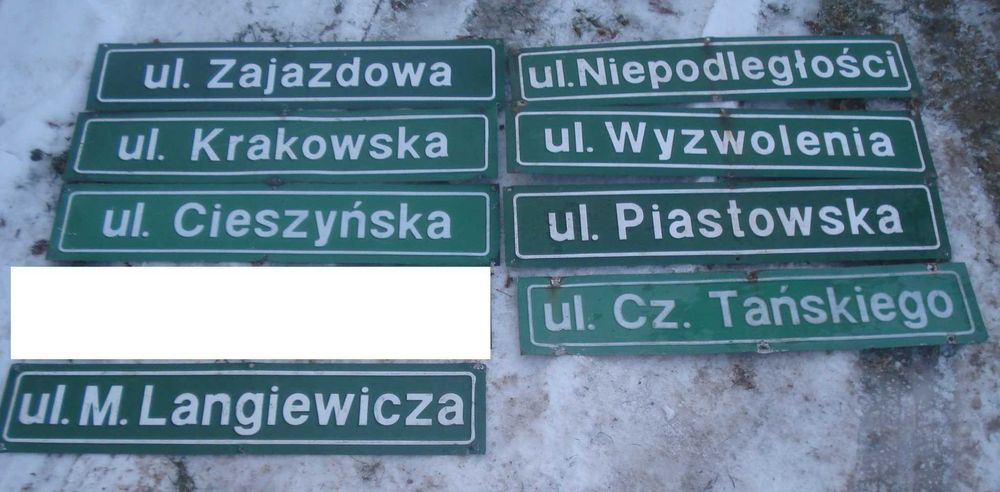 ul. Zajazdowa
ul. Krakowska
ul. Cieszyńska
ul. M. Langiewicza
ul. Niepodległości
ul. Wyzwolenia
ul. Piastowska
ul. Cz. Tańskiego